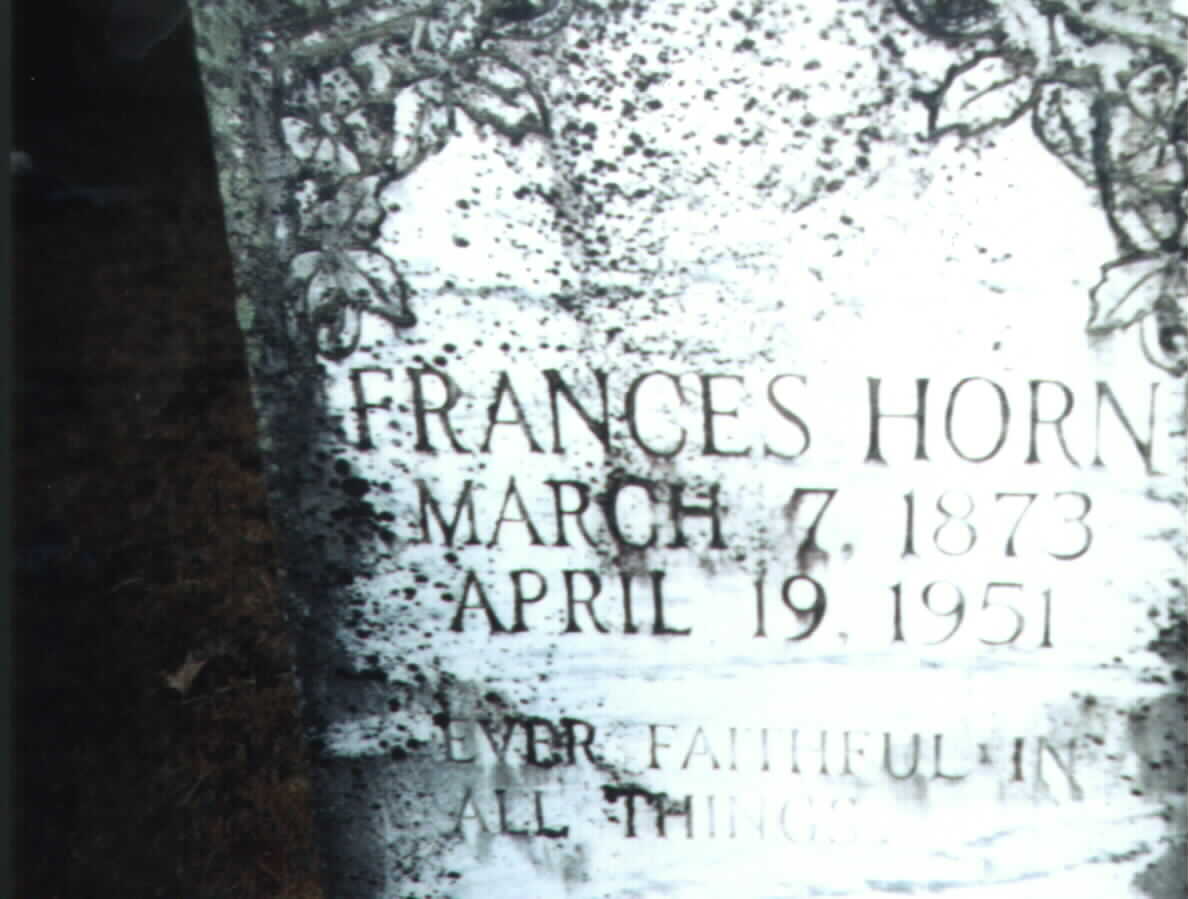 FRANCES HORN
MARCH 7, 1873
APRIL 19, 1951
EVER FAITHFUL IN
ALL THINGS.